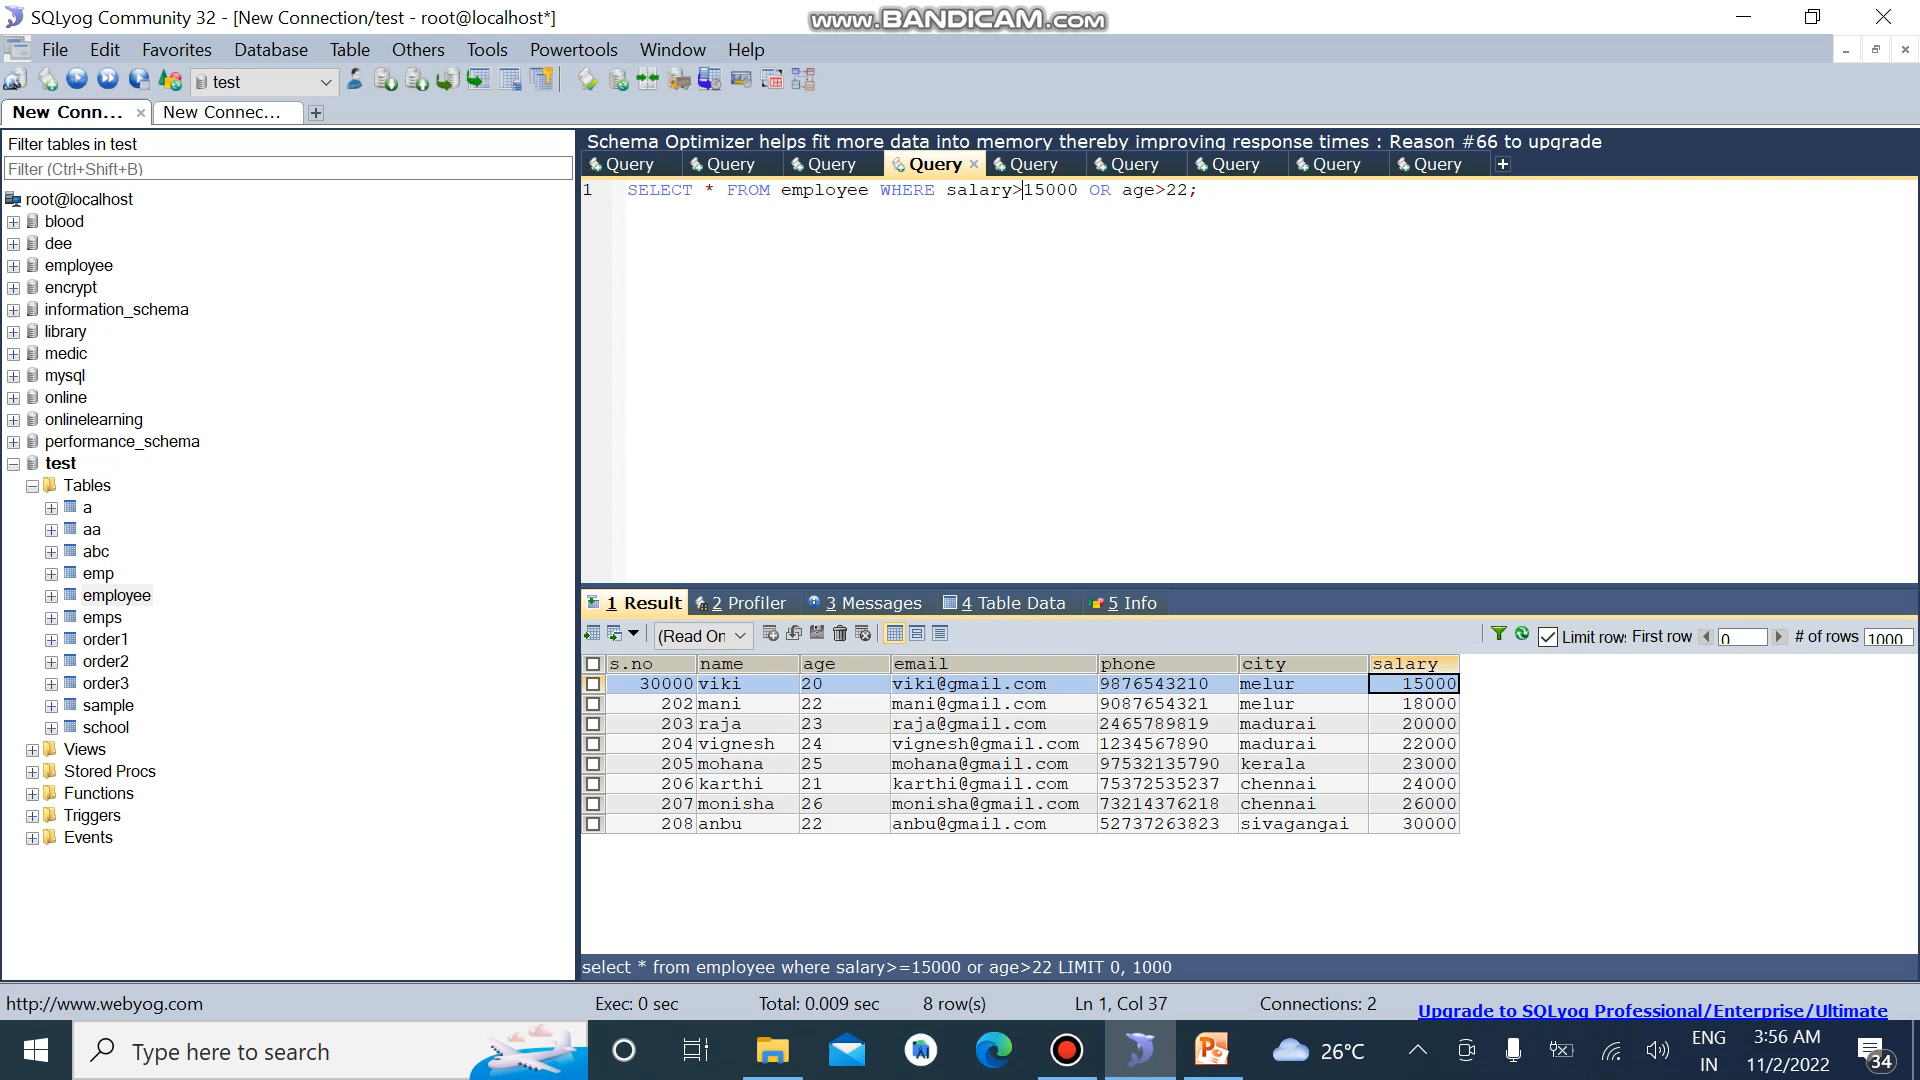 SQLyog Community 32 - [New Connection/test - root@localhost*]
www.BANDICAM.com
File Edit Favorites Database Table Others Tools Powertools Window Help
test
New Conn... New Connec...
Filter tables in test
Filter (Ctrl+Shift+B)
root@localhost
blood
dee
employee
encrypt
information_schema
library
medic
mysql
online
onlinelearning
performance_schema
test
Tables
a
aa
abc
emp
employee
emps
order1
order2
order3
sample
school
Views
Stored Procs
Functions
Triggers
Events
Schema Optimizer helps fit more data into memory thereby improving response times : Reason #66 to upgrade
Query Query Query Query Query Query Query Query Query
1 SELECT * FROM employee WHERE salary>15000 OR age>22;
1 Result 2 Profiler 3 Messages 4 Table Data 5 Info
(Read On Limit row: First row 0 # of rows 1000
s.no name age email phone city salary
30000 viki 20 viki@gmail.com 9876543210 melur 15000
202 mani 22 mani@gmail.com 9087654321 melur 18000
203 raja 23 raja@gmail.com 2465789819 madurai 20000
204 vignesh 24 vignesh@gmail.com 1234567890 madurai 22000
205 mohana 25 mohana@gmail.com 97532135790 kerala 23000
206 karthi 21 karthi@gmail.com 75372535237 chennai 24000
207 monisha 26 monisha@gmail.com 73214376218 chennai 26000
208 anbu 22 anbu@gmail.com 52737263823 sivagangai 30000
select * from employee where salary>=15000 or age>22 LIMIT 0, 1000
http://www.webyog.com Exec: 0 sec Total: 0.009 sec 8 row(s) Ln 1, Col 37 Connections: 2 Upgrade to SQLyog Professional/Enterprise/Ultimate
Type here to search 26°C ENG IN 3:56 AM 11/2/2022 34